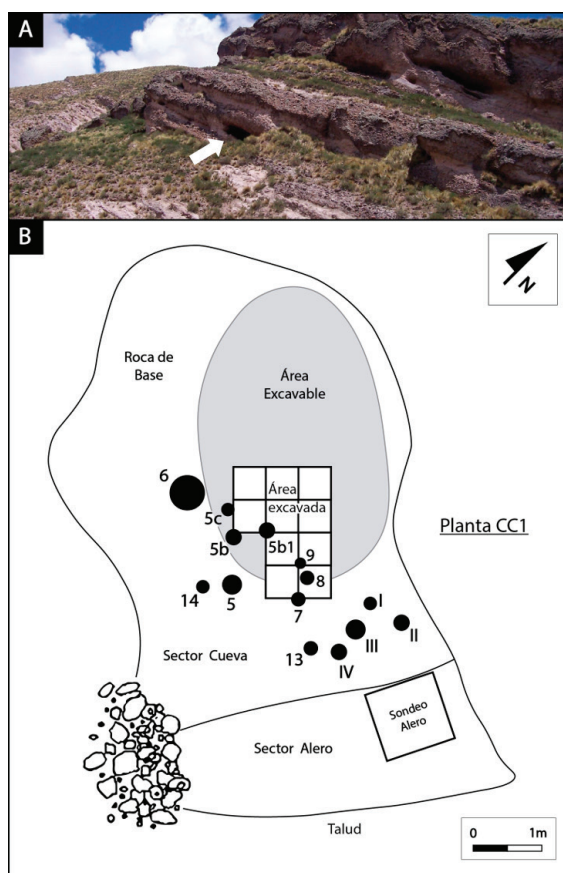 A
B
N
Roca de
Base
Área
Excavable
6
Área
excavada
5c
Planta CC1
5b
5b1
9
8
14
5
7
I
II
III
13
IV
Sector Cueva
Sondeo
Alero
Sector Alero
Talud
0 1m